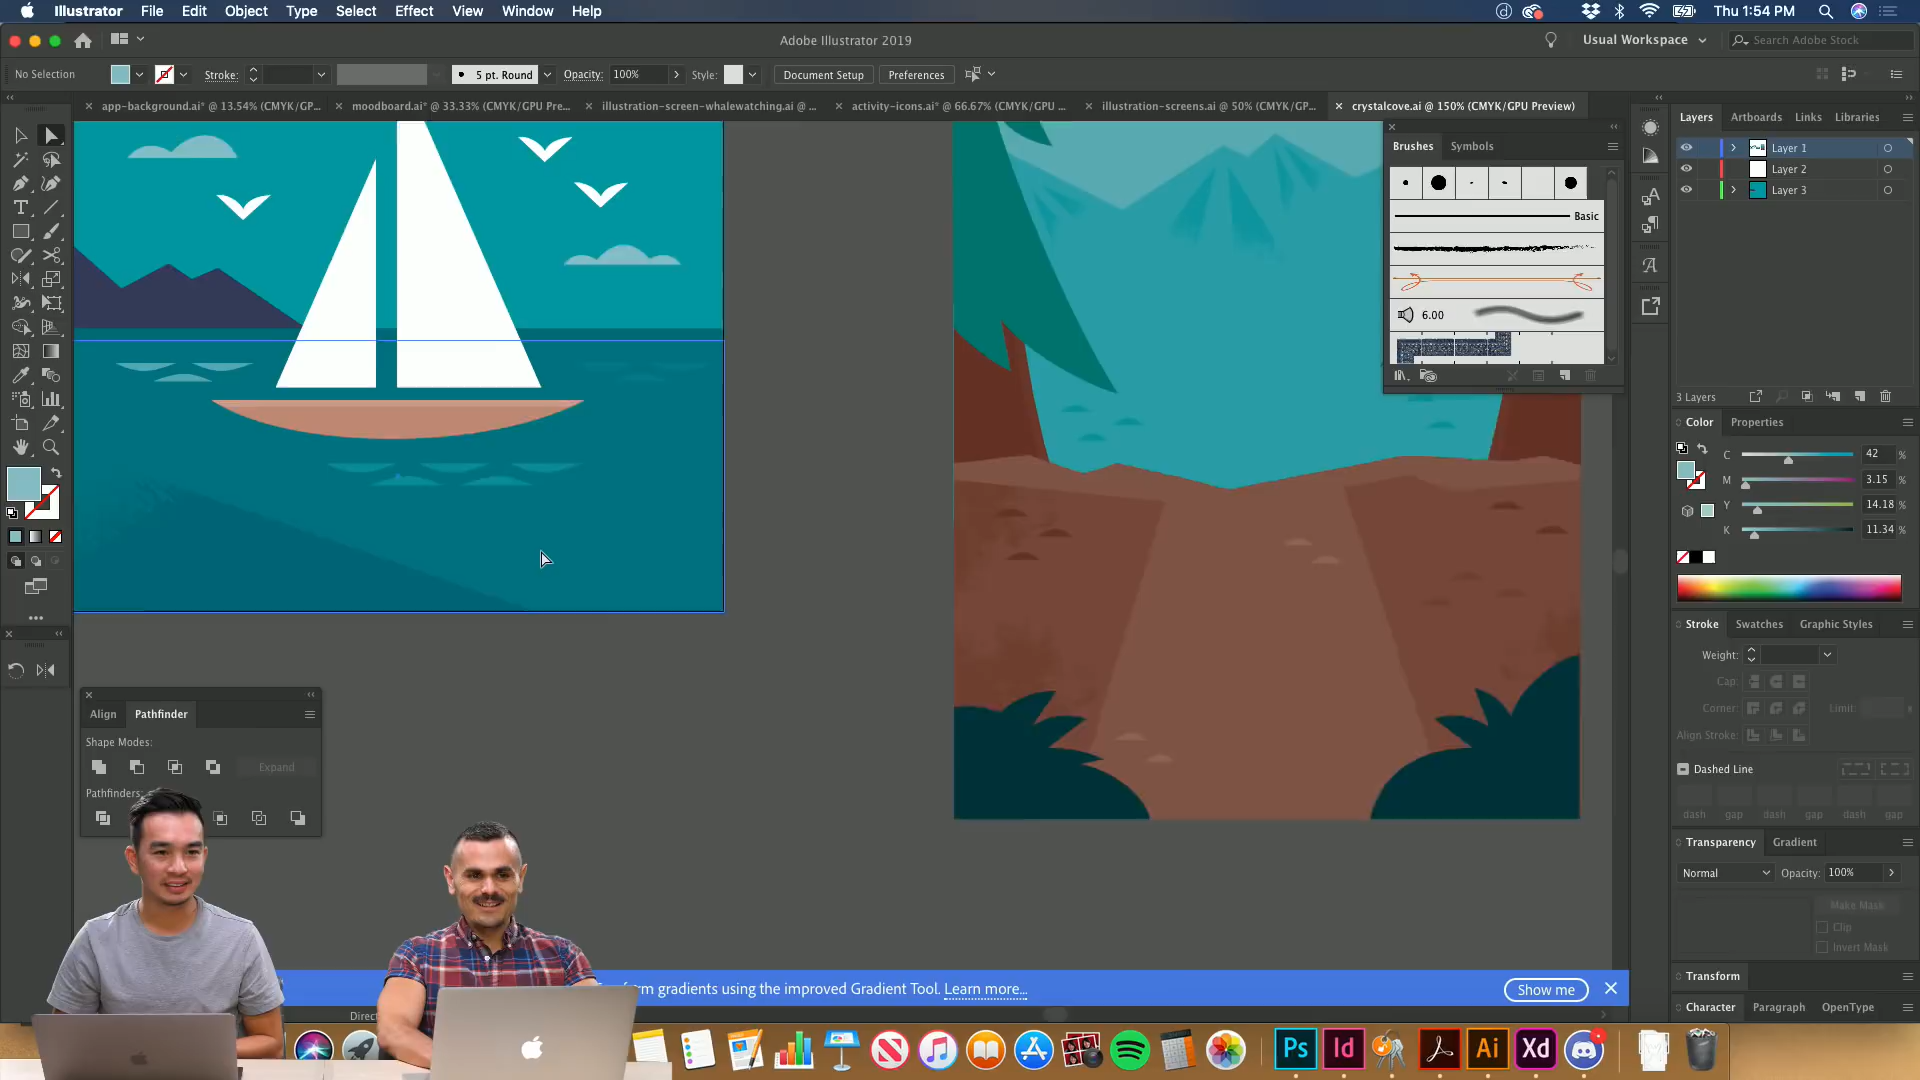 Illustrator File Edit Object Type Select Effect View Window Help
Thu 1:54 PM
Adobe Illustrator 2019
Usual Workspace
Search Adobe Stock
No Selection
Stroke:
5 pt. Round
Opacity: 100%
Style:
Document Setup
Preferences
app-background.ai* @ 13.54% (CMYK/GP...
moodboard.ai* @ 33.33% (CMYK/GPU Pre...
illustration-screen-whalewatching.ai @ ...
activity-icons.ai* @ 66.67% (CMYK/GPU ...
illustration-screens.ai @ 50% (CMYK/GP...
crystalcove.ai @ 150% (CMYK/GPU Preview)
Brushes Symbols
Basic
6.00
Layers Artboards Links Libraries
Layer 1
Layer 2
Layer 3
3 Layers
Color Properties
C 42 %
M 3.15 %
Y 14.18 %
K 11.34 %
Stroke Swatches Graphic Styles
Weight:
Cap:
Corner: Limit:
Align Stroke:
Dashed Line
dash gap dash gap dash gap
Transparency Gradient
Normal Opacity: 100%
Make Mask
Clip
Invert Mask
Transform
Character Paragraph OpenType
Align Pathfinder
Shape Modes:
Expand
Pathfinders:
gradients using the improved Gradient Tool. Learn more...
Show me
Direc
Ps Id Ai Xd